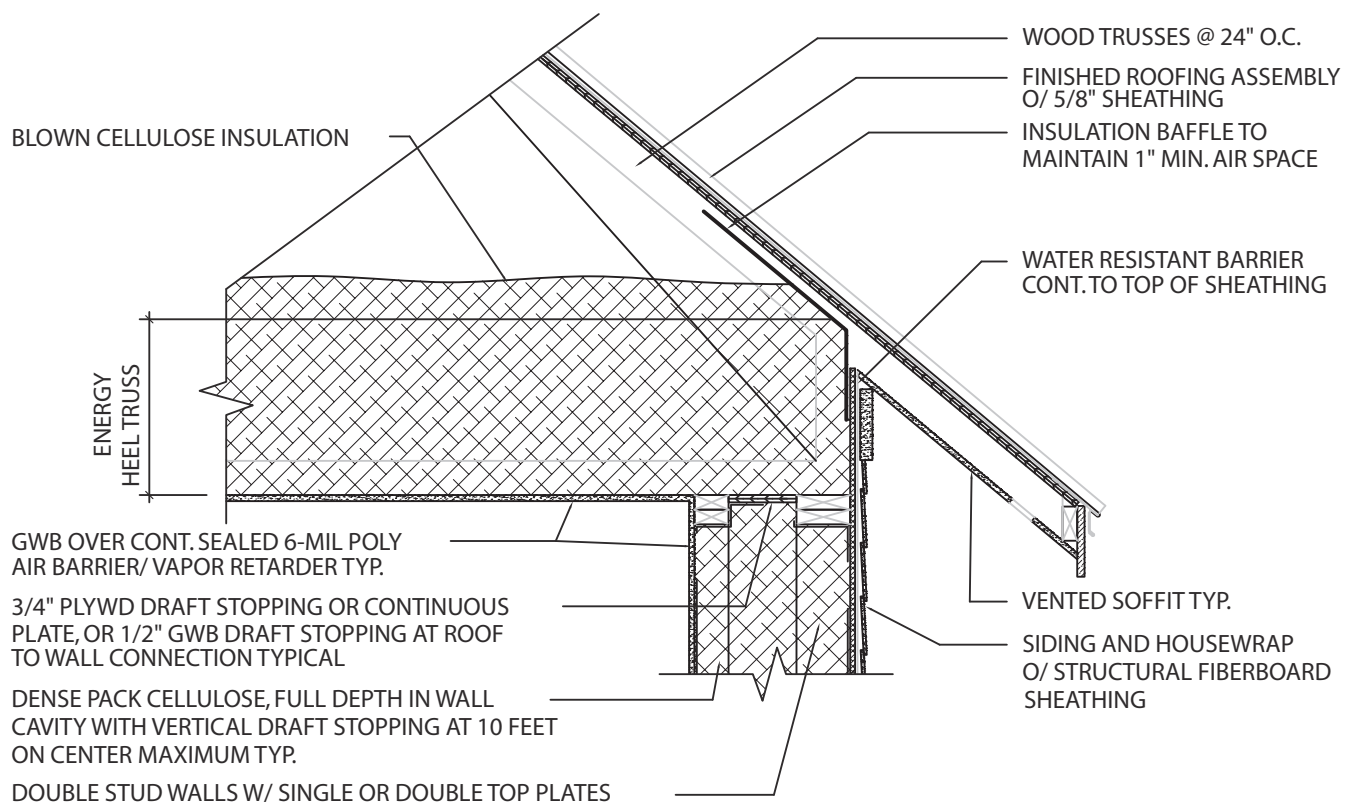 BLOWN CELLULOSE INSULATION
ENERGY
HEEL TRUSS
GWB OVER CONT. SEALED 6-MIL POLY
AIR BARRIER/ VAPOR RETARDER TYP.
3/4" PLYWD DRAFT STOPPING OR CONTINUOUS
PLATE, OR 1/2" GWB DRAFT STOPPING AT ROOF
TO WALL CONNECTION TYPICAL
DENSE PACK CELLULOSE, FULL DEPTH IN WALL
CAVITY WITH VERTICAL DRAFT STOPPING AT 10 FEET
ON CENTER MAXIMUM TYP.
DOUBLE STUD WALLS W/ SINGLE OR DOUBLE TOP PLATES
WOOD TRUSSES @ 24" O.C.
FINISHED ROOFING ASSEMBLY
O/ 5/8" SHEATHING
INSULATION BAFFLE TO
MAINTAIN 1" MIN. AIR SPACE
WATER RESISTANT BARRIER
CONT. TO TOP OF SHEATHING
VENTED SOFFIT TYP.
SIDING AND HOUSEWRAP
O/ STRUCTURAL FIBERBOARD
SHEATHING